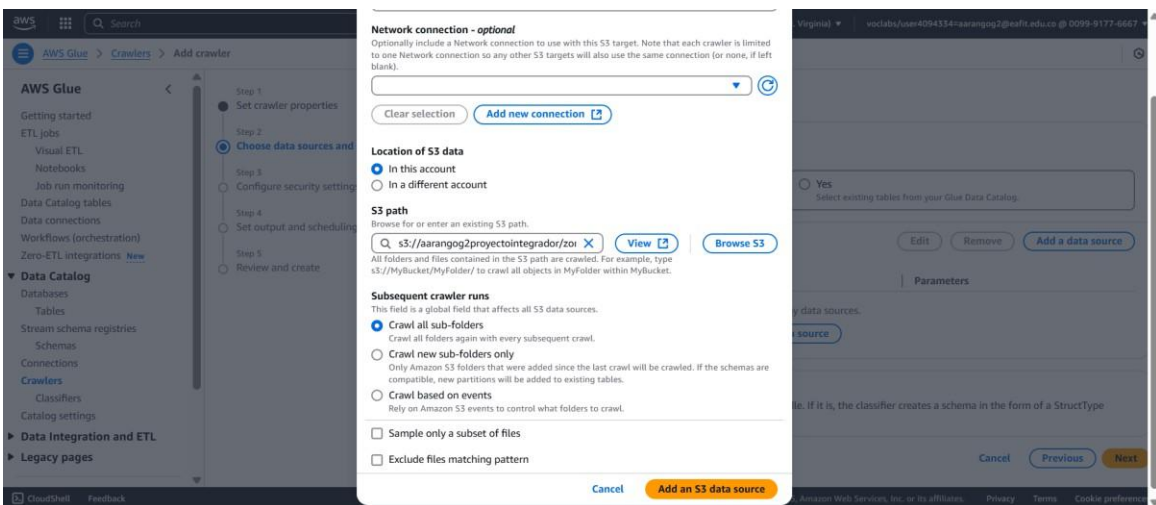 aws
Search
Virginia)
voclabs/user4094334=aarangog2@eafit.edu.co @ 0099-9177-6667
AWS Glue > Crawlers > Add crawler
AWS Glue
Getting started
ETL jobs
Visual ETL
Notebooks
Job run monitoring
Data Catalog tables
Data connections
Workflows (orchestration)
Zero-ETL integrations New
Data Catalog
Databases
Tables
Stream schema registries
Schemas
Connections
Crawlers
Classifiers
Catalog settings
Data Integration and ETL
Legacy pages
Step 1
Set crawler properties
Step 2
Choose data sources and
Step 3
Configure security setting
Step 4
Set output and scheduling
Step 5
Review and create
Network connection - optional
Optionally include a Network connection to use with this S3 target. Note that each crawler is limited
to one Network connection so any other S3 targets will also use the same connection (or none, if left
blank).
Clear selection Add new connection
Location of S3 data
In this account
In a different account
S3 path
Browse for or enter an existing S3 path.
s3://aarangog2proyectointegrador/zo View Browse S3
All folders and files contained in the S3 path are crawled. For example, type
s3://MyBucket/MyFolder/ to crawl all objects in MyFolder within MyBucket.
Subsequent crawler runs
This field is a global field that affects all S3 data sources.
Crawl all sub-folders
Crawl all folders again with every subsequent crawl.
Crawl new sub-folders only
Only Amazon S3 folders that were added since the last crawl will be crawled. If the schemas are
compatible, new partitions will be added to existing tables.
Crawl based on events
Rely on Amazon S3 events to control what folders to crawl.
Sample only a subset of files
Exclude files matching pattern
Cancel Add an S3 data source
Yes
Select existing tables from your Glue Data Catalog.
Edit Remove Add a data source
Parameters
data sources.
source
If it is, the classifier creates a schema in the form of a StructType
Cancel Previous Next
CloudShell Feedback
Amazon Web Services, Inc. or its affiliates. Privacy Terms Cookie preferences